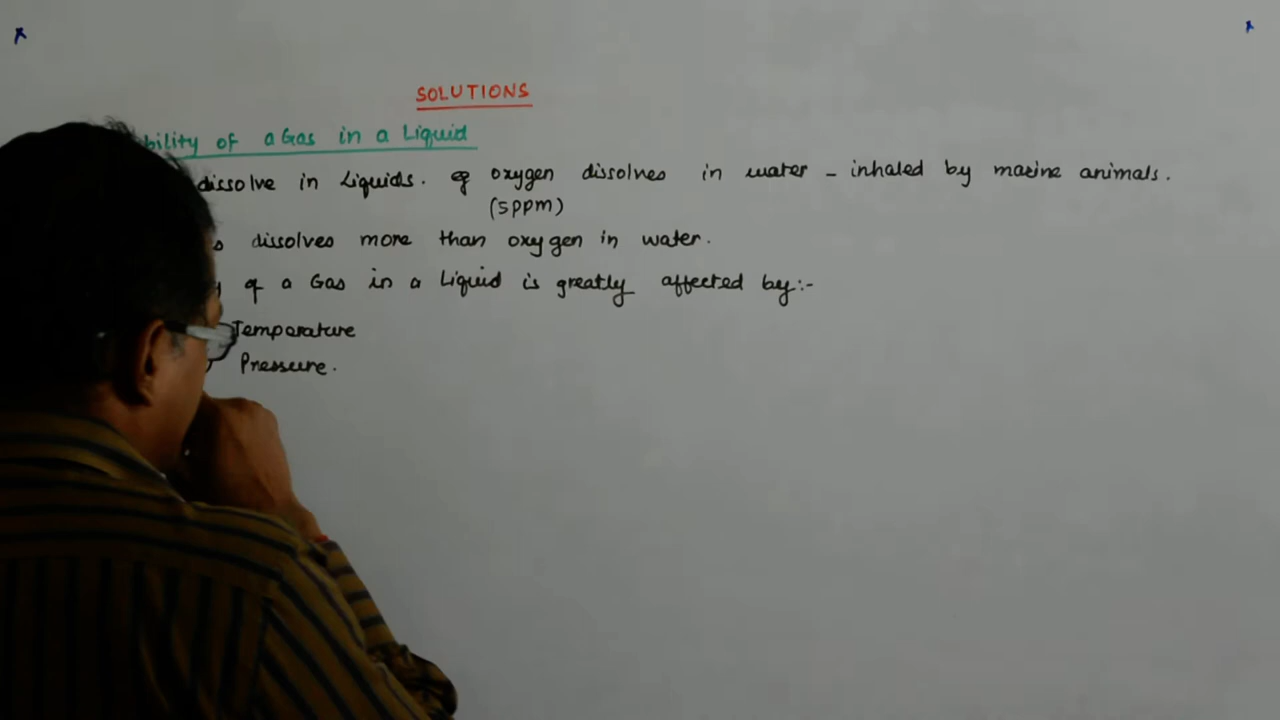 SOLUTIONS
bility of a Gas in a Liquid
dissolve in Liquids. eg oxygen dissolves in water - inhaled by marine animals.
(5ppm)
s dissolves more than oxygen in water.
y of a Gas in a Liquid is greatly affected by:-
Temperature
Pressure.